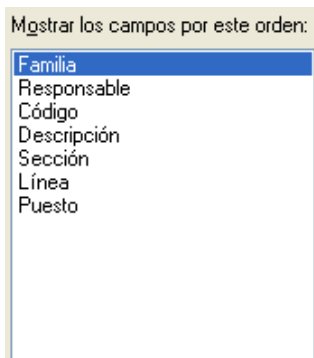 Mostrar los campos por este orden:
Familia
Responsable
Código
Descripción
Sección
Línea
Puesto